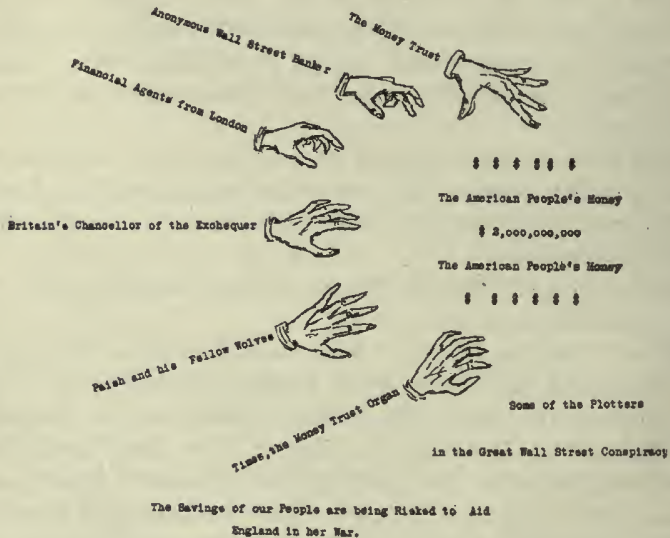 The Money Trust
Anonymous Wall Street Banker
Financial Agents from London
$ $ $ $$ $
The American People's Money
$ 2,000,000,000
The American People's Money
$ $ $ $ $ $
Britain's Chancellor of the Exchequer
Paish and his Fellow Wolves
Times, the Money Trust Organ
Some of the Plotters
in the Great Wall Street Conspiracy
The Savings of our People are being Risked to Aid
England in her War.